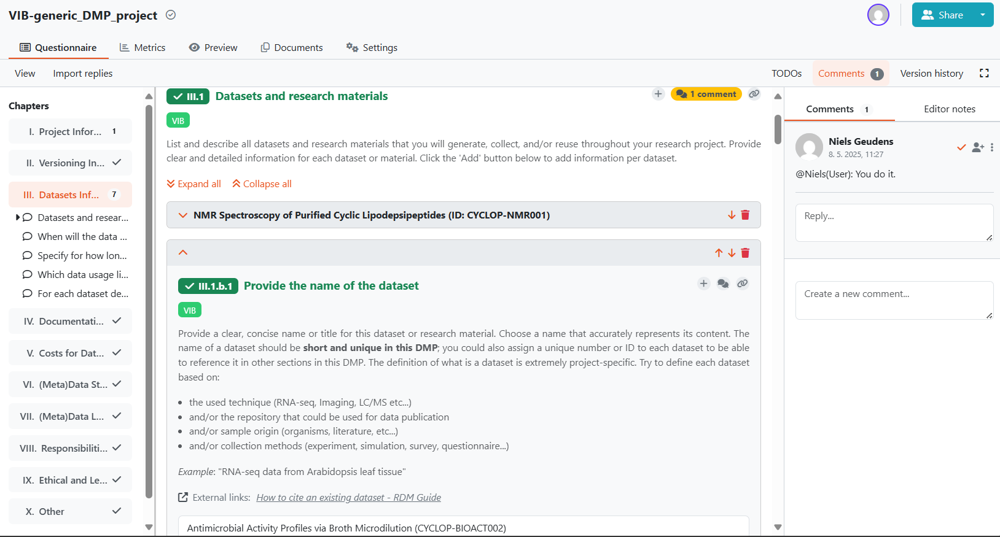 VIB-generic_DMP_project
Share
Questionnaire
Metrics
Preview
Documents
Settings
View
Import replies
TODOs
Comments 1
Version history
Chapters
I. Project Infor... 1
II. Versioning In...
III. Datasets Inf... 7
Datasets and resear...
When will the data ...
Specify for how lon...
Which data usage li...
For each dataset de...
IV. Documentati...
V. Costs for Dat...
VI. (Meta)Data St...
VII. (Meta)Data L...
VIII. Responsibiliti...
IX. Ethical and Le...
X. Other
III.1 Datasets and research materials
1 comment
VIB
List and describe all datasets and research materials that you will generate, collect, and/or reuse throughout your research project. Provide
clear and detailed information for each dataset or material. Click the 'Add' button below to add information per dataset.
Expand all
Collapse all
NMR Spectroscopy of Purified Cyclic Lipodepsipeptides (ID: CYCLOP-NMR001)
III.1.b.1 Provide the name of the dataset
VIB
Provide a clear, concise name or title for this dataset or research material. Choose a name that accurately represents its content. The
name of a dataset should be short and unique in this DMP; you could also assign a unique number or ID to each dataset to be able
to reference it in other sections in this DMP. The definition of what is a dataset is extremely project-specific. Try to define each dataset
based on:
• the used technique (RNA-seq, Imaging, LC/MS etc...)
• and/or the repository that could be used for data publication
• and/or sample origin (organisms, literature, etc...)
• and/or collection methods (experiment, simulation, survey, questionnaire...)
Example: "RNA-seq data from Arabidopsis leaf tissue"
External links: How to cite an existing dataset - RDM Guide
Antimicrobial Activity Profiles via Broth Microdilution (CYCLOP-BIOACT002)
Comments 1
Editor notes
Niels Geudens
8. 5. 2025, 11:27
@Niels(User): You do it.
Reply...
Create a new comment...